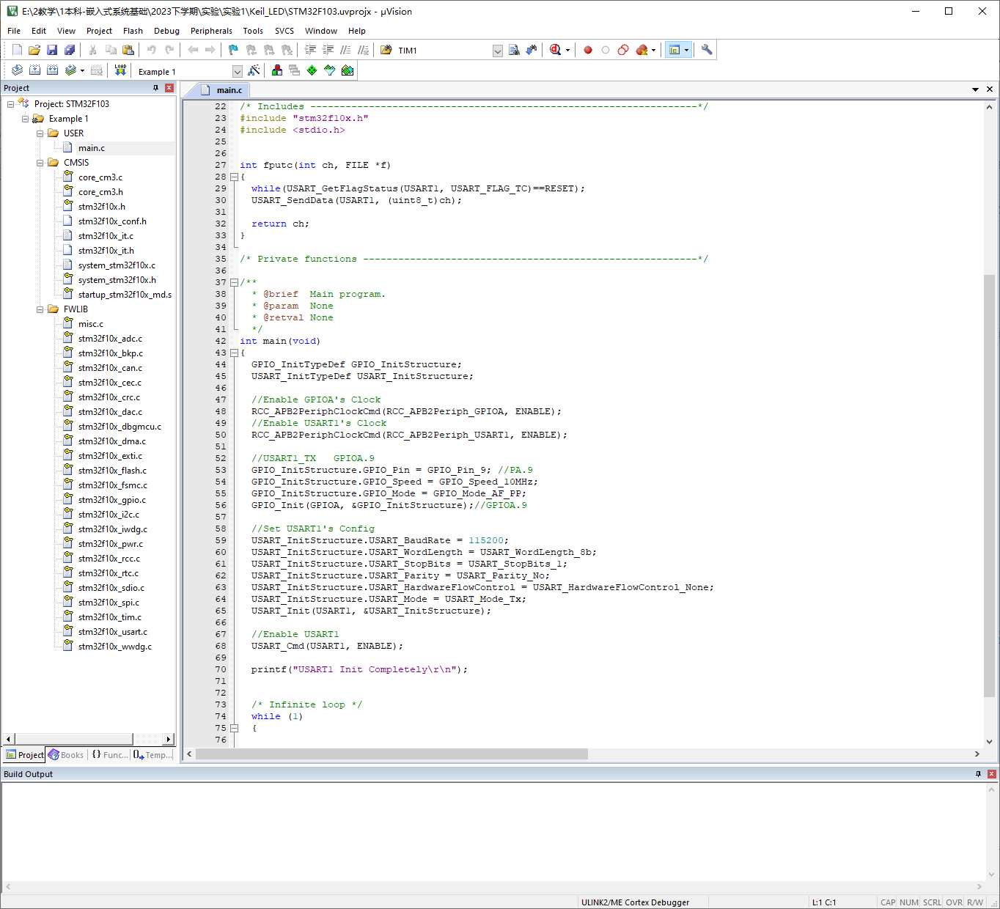 E:\2教学\1本科-嵌入式系统基础\2023下学期\实验\实验1\Keil_LED\STM32F103.uvprojx - µVision
File Edit View Project Flash Debug Peripherals Tools SVCS Window Help
TIM1
LOAD Example 1
Project
Project: STM32F103
Example 1
USER
main.c
CMSIS
core_cm3.c
core_cm3.h
stm32f10x.h
stm32f10x_conf.h
stm32f10x_it.c
stm32f10x_it.h
system_stm32f10x.c
system_stm32f10x.h
startup_stm32f10x_md.s
FWLIB
misc.c
stm32f10x_adc.c
stm32f10x_bkp.c
stm32f10x_can.c
stm32f10x_cec.c
stm32f10x_crc.c
stm32f10x_dac.c
stm32f10x_dbgmcu.c
stm32f10x_dma.c
stm32f10x_exti.c
stm32f10x_flash.c
stm32f10x_fsmc.c
stm32f10x_gpio.c
stm32f10x_i2c.c
stm32f10x_iwdg.c
stm32f10x_pwr.c
stm32f10x_rcc.c
stm32f10x_rtc.c
stm32f10x_sdio.c
stm32f10x_spi.c
stm32f10x_tim.c
stm32f10x_usart.c
stm32f10x_wwdg.c
Project Books {} Func... Temp...
main.c
22 /* Includes ------------------------------------------------------------------*/
23 #include "stm32f10x.h"
24 #include <stdio.h>
25
26
27 int fputc(int ch, FILE *f)
28 {
29 while(USART_GetFlagStatus(USART1, USART_FLAG_TC)==RESET);
30 USART_SendData(USART1, (uint8_t)ch);
31
32 return ch;
33 }
34
35 /* Private functions ---------------------------------------------------------*/
36
37 /**
38 * @brief  Main program.
39 * @param  None
40 * @retval None
41 */
42 int main(void)
43 {
44 GPIO_InitTypeDef GPIO_InitStructure;
45 USART_InitTypeDef USART_InitStructure;
46
47 //Enable GPIOA's Clock
48 RCC_APB2PeriphClockCmd(RCC_APB2Periph_GPIOA, ENABLE);
49 //Enable USART1's Clock
50 RCC_APB2PeriphClockCmd(RCC_APB2Periph_USART1, ENABLE);
51
52 //USART1_TX   GPIOA.9
53 GPIO_InitStructure.GPIO_Pin = GPIO_Pin_9; //PA.9
54 GPIO_InitStructure.GPIO_Speed = GPIO_Speed_10MHz;
55 GPIO_InitStructure.GPIO_Mode = GPIO_Mode_AF_PP;
56 GPIO_Init(GPIOA, &GPIO_InitStructure);//GPIOA.9
57
58 //Set USART1's Config
59 USART_InitStructure.USART_BaudRate = 115200;
60 USART_InitStructure.USART_WordLength = USART_WordLength_8b;
61 USART_InitStructure.USART_StopBits = USART_StopBits_1;
62 USART_InitStructure.USART_Parity = USART_Parity_No;
63 USART_InitStructure.USART_HardwareFlowControl = USART_HardwareFlowControl_None;
64 USART_InitStructure.USART_Mode = USART_Mode_Tx;
65 USART_Init(USART1, &USART_InitStructure);
66
67 //Enable USART1
68 USART_Cmd(USART1, ENABLE);
69
70 printf("USART1 Init Completely\r\n");
71
72
73 /* Infinite loop */
74 while (1)
75 {
76
Build Output
ULINK2/ME Cortex Debugger L:1 C:1 CAP NUM SCRL OVR R/W